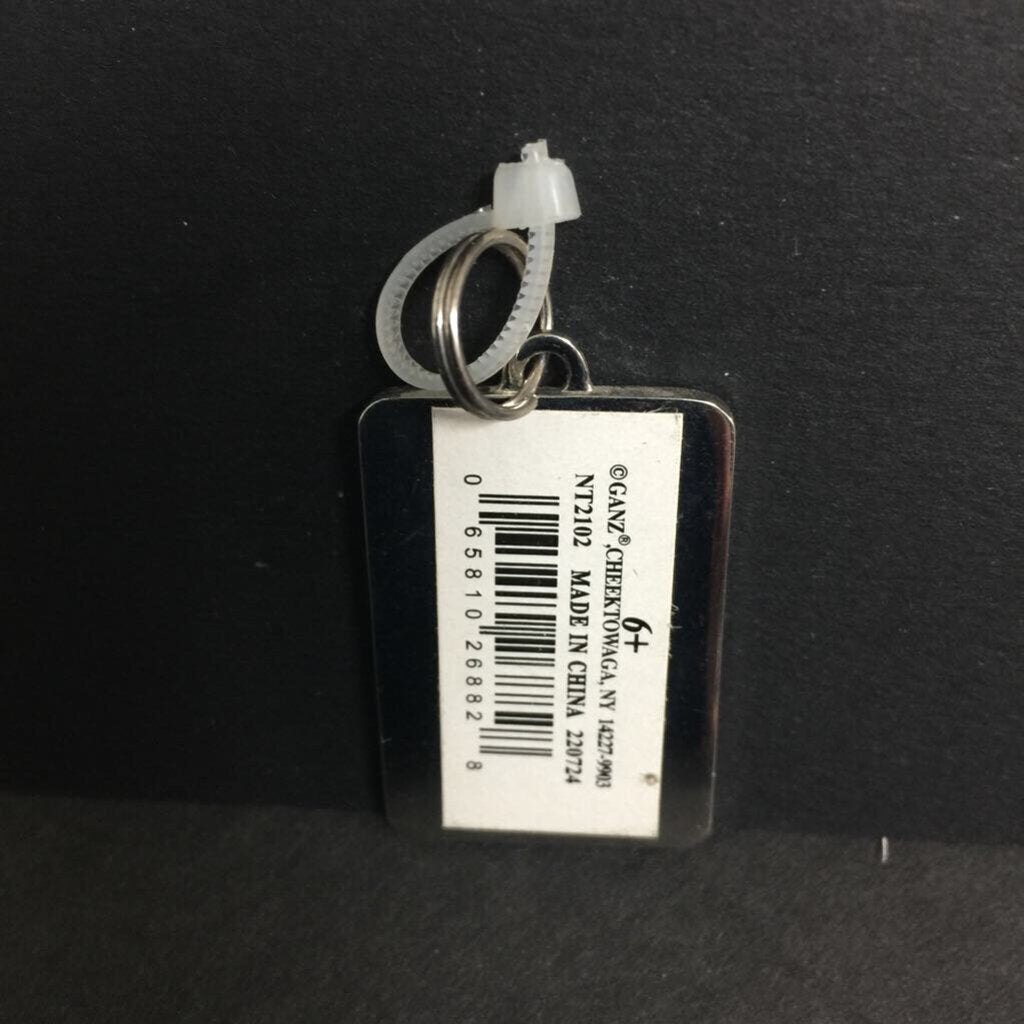 6+
©GANZ®,CHEEKTOWAGA, NY 14227-9903
NT2102 MADE IN CHINA 220724
0 65810 26882 8